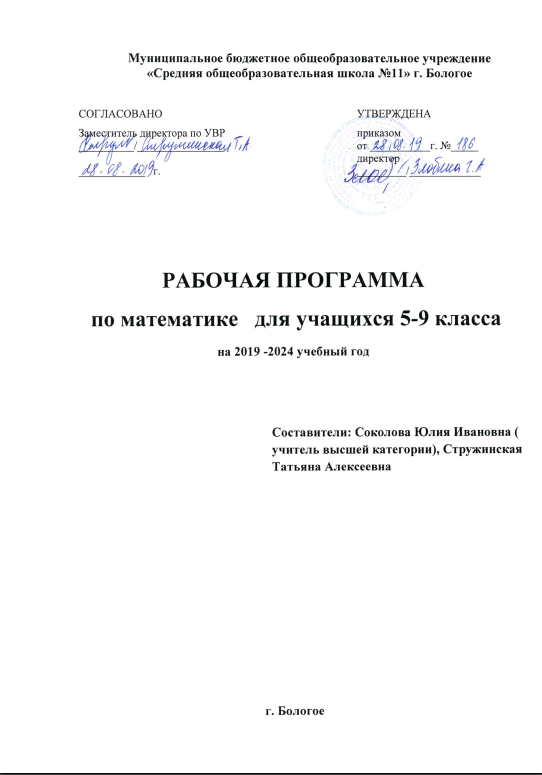 Муниципальное бюджетное общеобразовательное учреждение
«Средняя общеобразовательная школа №11» г. Бологое
СОГЛАСОВАНО
Заместитель директора по УВР
/ Стружинская Т.А.
28. 08. 2019г.
УТВЕРЖДЕНА
приказом
от 28.08.19 г. № 186
директор
/ Злобина Г.А
РАБОЧАЯ ПРОГРАММА
по математике для учащихся 5-9 класса
на 2019 -2024 учебный год
Составители: Соколова Юлия Ивановна (
учитель высшей категории), Стружинская
Татьяна Алексеевна
г. Бологое